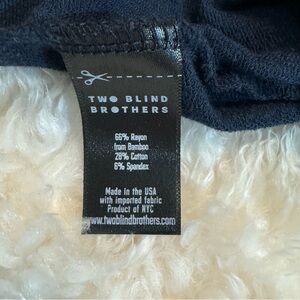 TWO BLIND
BROTHERS
66% Rayon
from Bamboo
28% Cotton
6% Spandex
Made in the USA
with imported fabric
Product of NYC
www.twoblindbrothers.com